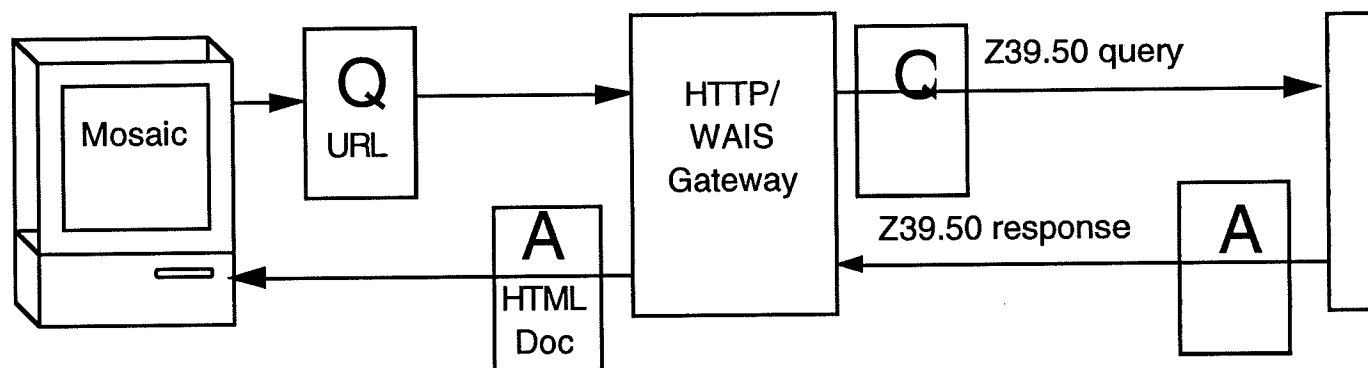 Mosaic
Q
URL
HTTP/
WAIS
Gateway
Q
Z39.50 query
A
HTML
Doc
Z39.50 response
A